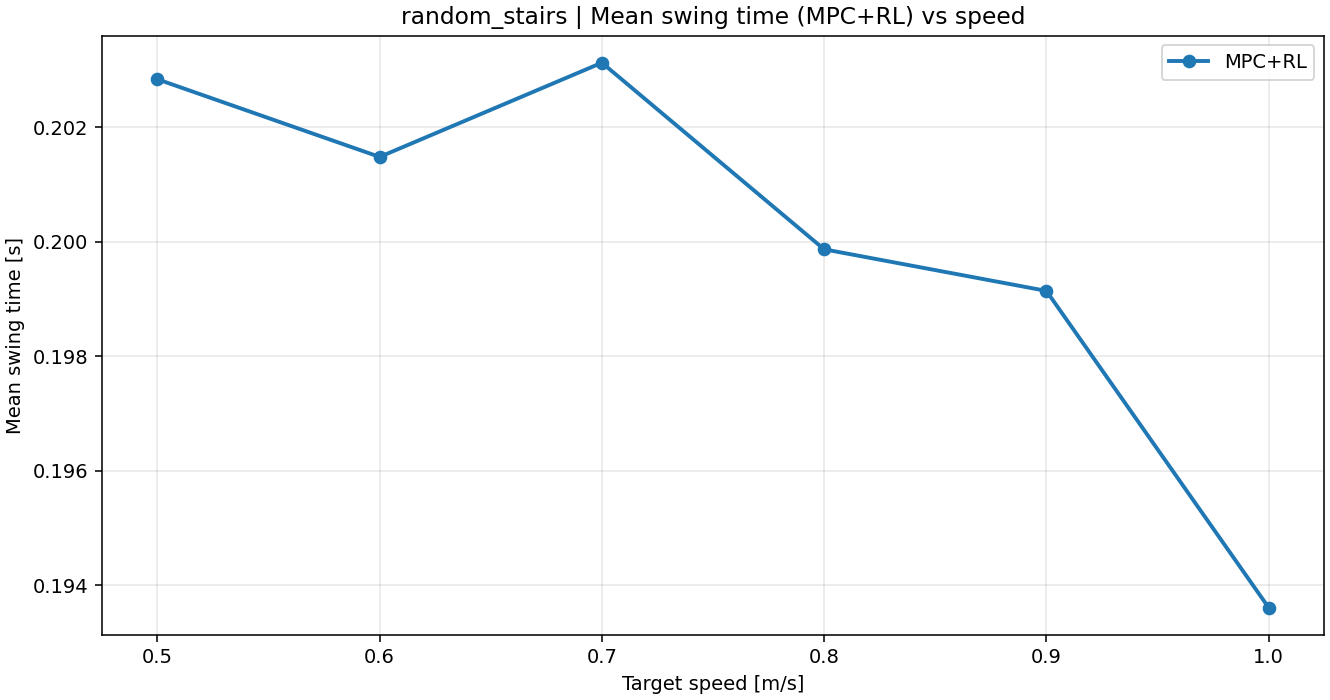 random_stairs | Mean swing time (MPC+RL) vs speed
MPC+RL
Mean swing time [s]
0.202
0.200
0.198
0.196
0.194
0.5 0.6 0.7 0.8 0.9 1.0
Target speed [m/s]